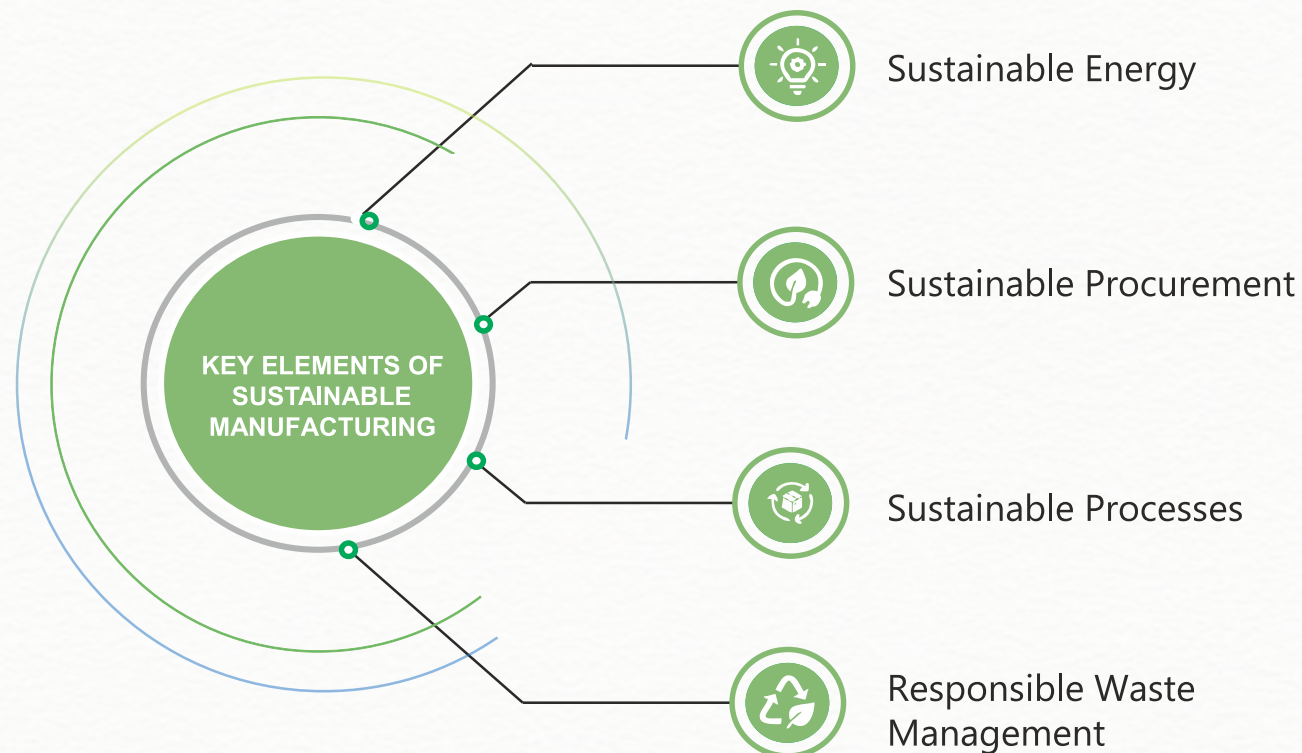 KEY ELEMENTS OF
SUSTAINABLE
MANUFACTURING
Sustainable Energy
Sustainable Procurement
Sustainable Processes
Responsible Waste
Management